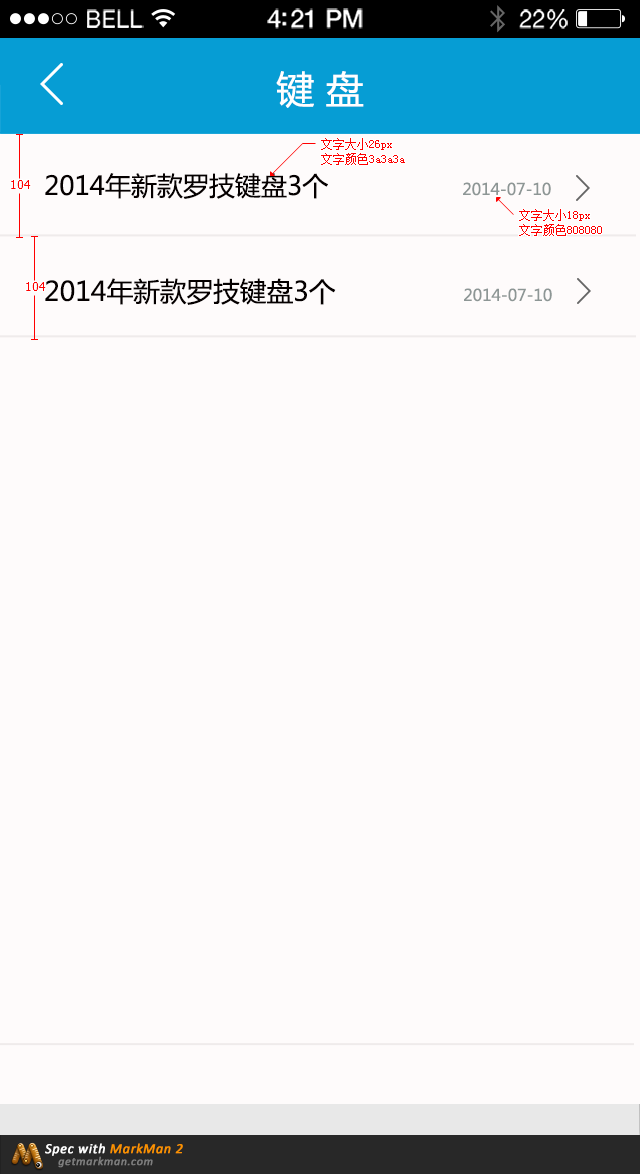 BELL 4:21 PM 22%
键盘
文字大小26px
文字颜色3a3a3a
104 2014年新款罗技键盘3个 2014-07-10
文字大小18px
文字颜色808080
104 2014年新款罗技键盘3个 2014-07-10
Spec with MarkMan 2
getmarkman.com